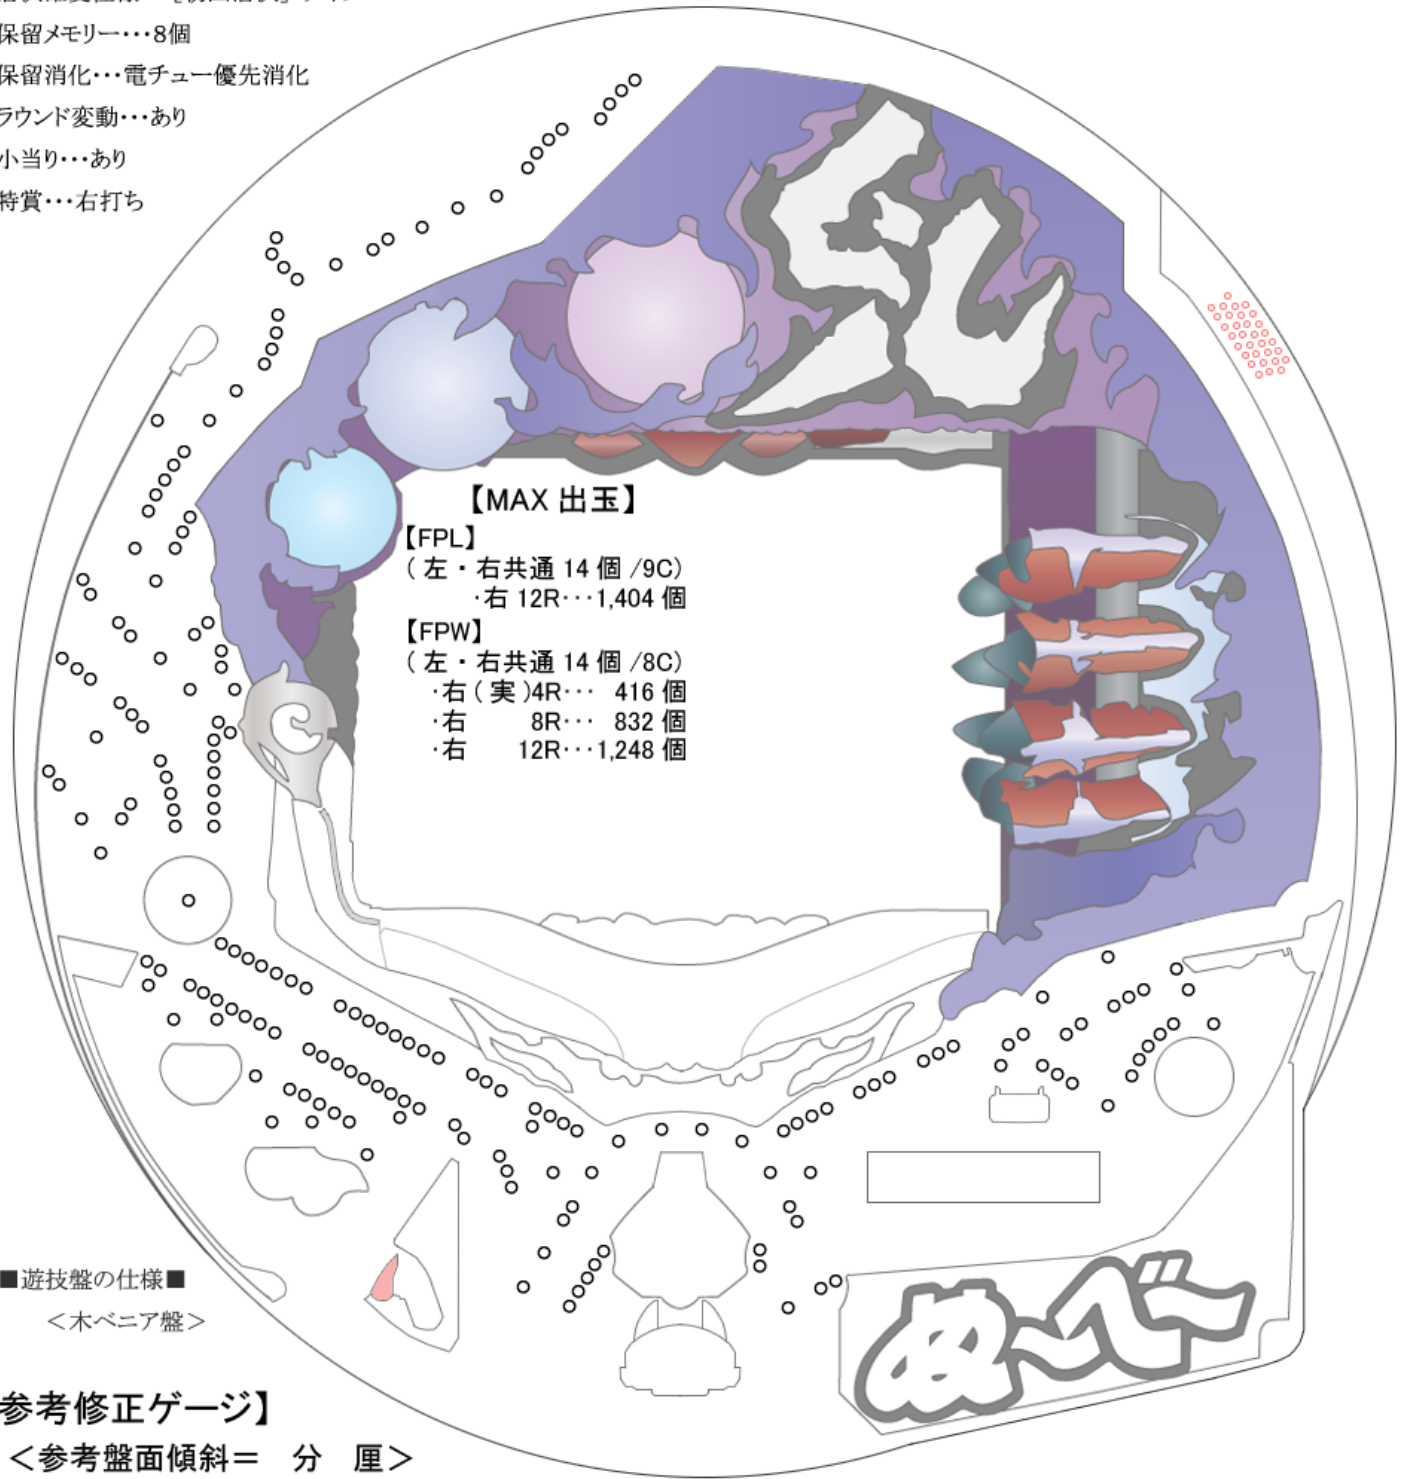 保留メモリー・・・8個
保留消化・・・電チュー優先消化
ラウンド変動・・・あり
小当り・・・あり
特賞・・・右打ち
【MAX 出玉】
【FPL】
( 左・右共通 14 個 /9C)
・右 12R・・・1,404 個
【FPW】
( 左・右共通 14 個 /8C)
・右 ( 実 )4R・・・ 416 個
・右 8R・・・ 832 個
・右 12R・・・1,248 個
■遊技盤の仕様■
＜木ベニア盤＞
参考修正ゲージ】
＜参考盤面傾斜＝ 分 厘＞